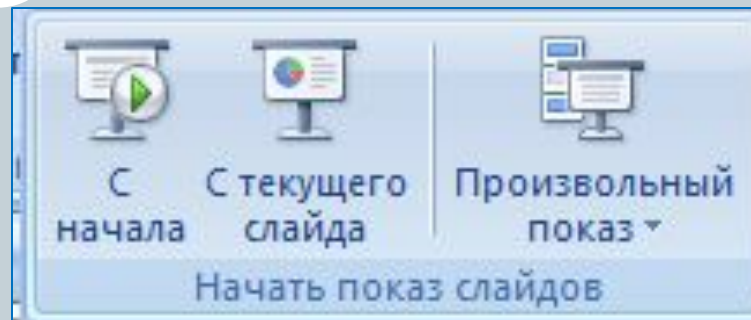 С начала
С текущего слайда
Произвольный показ
Начать показ слайдов